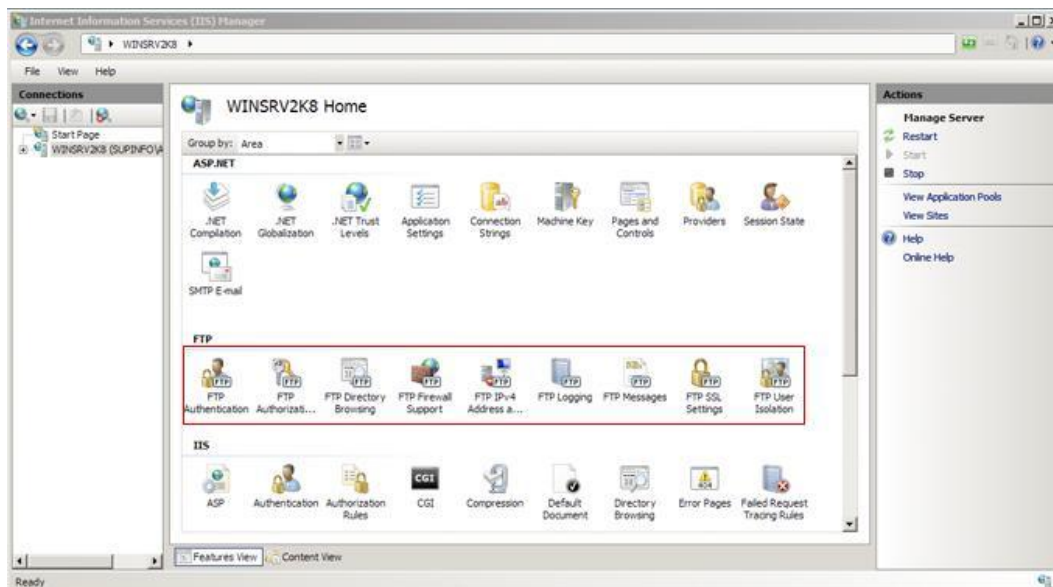 Internet Information Services (IIS) Manager
WINSRV2K8
File View Help
Connections
Start Page
WINSRV2K8 (SUPINFO\A
WINSRV2K8 Home
Group by: Area
ASP.NET
.NET Compilation
.NET Globalization
.NET Trust Levels
Application Settings
Connection Strings
Machine Key
Pages and Controls
Providers
Session State
SMTP E-mail
FTP
FTP Authentication
FTP Authorizati...
FTP Directory Browsing
FTP Firewall Support
FTP IPv4 Address a...
FTP Logging
FTP Messages
FTP SSL Settings
FTP User Isolation
IIS
ASP
Authentication
Authorization Rules
CGI
CGI
Compression
Default Document
Directory Browsing
404
Error Pages
Failed Request Tracing Rules
Features View
Content View
Actions
Manage Server
Restart
Start
Stop
View Application Pools
View Sites
Help
Online Help
Ready